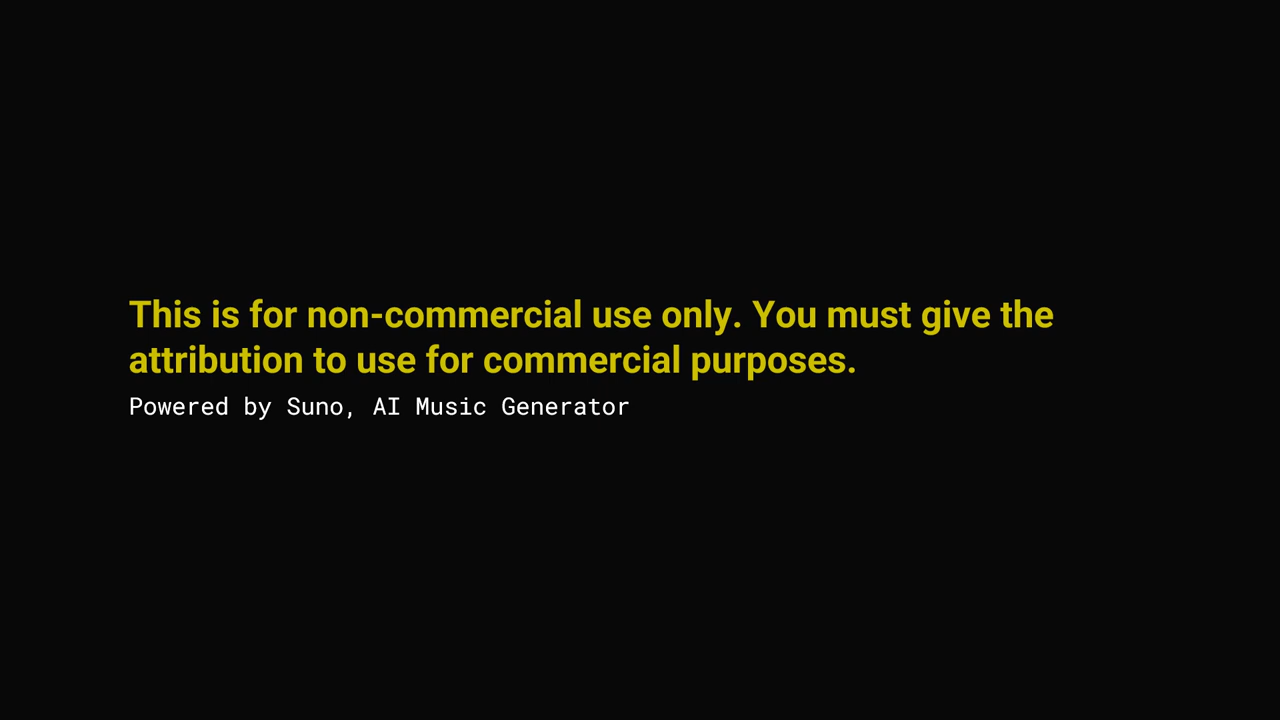 This is for non-commercial use only. You must give the
attribution to use for commercial purposes.
Powered by Suno, AI Music Generator